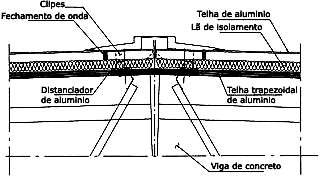 Clipes
Fechamento de onda
Telha de alumínio
Lã de isolamento
Distanciador
de alumínio
Telha trapezoidal
de alumínio
Viga de concreto